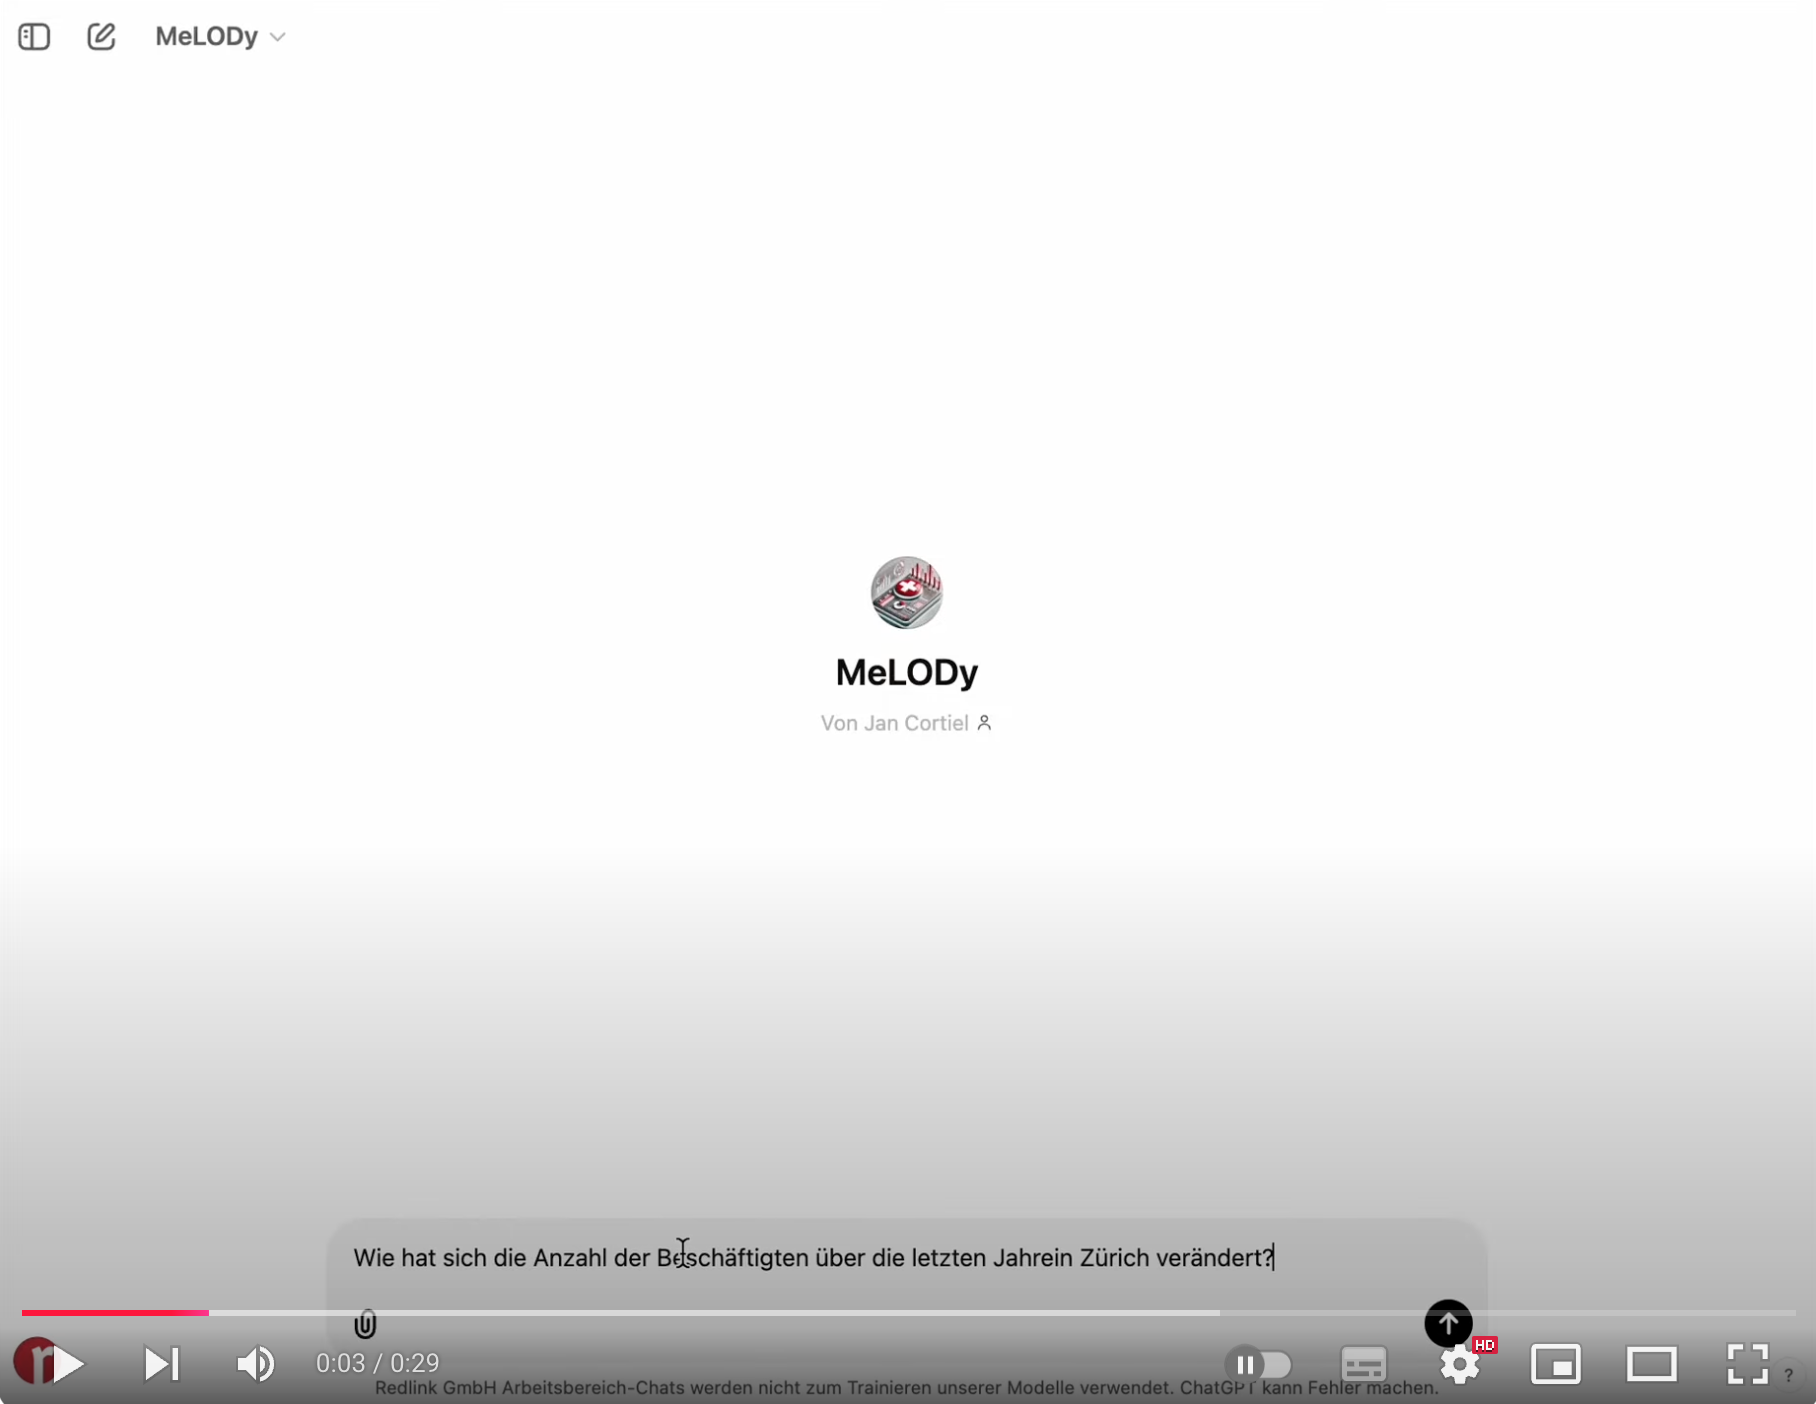 MeLODy
MeLODy
Von Jan Cortiel
Wie hat sich die Anzahl der Beschäftigten über die letzten Jahrein Zürich verändert?
HD
0:03 / 0:29
Redlink GmbH Arbeitsbereich-Chats werden nicht zum Trainieren unserer Modelle verwendet. ChatGPT kann Fehler machen.
?